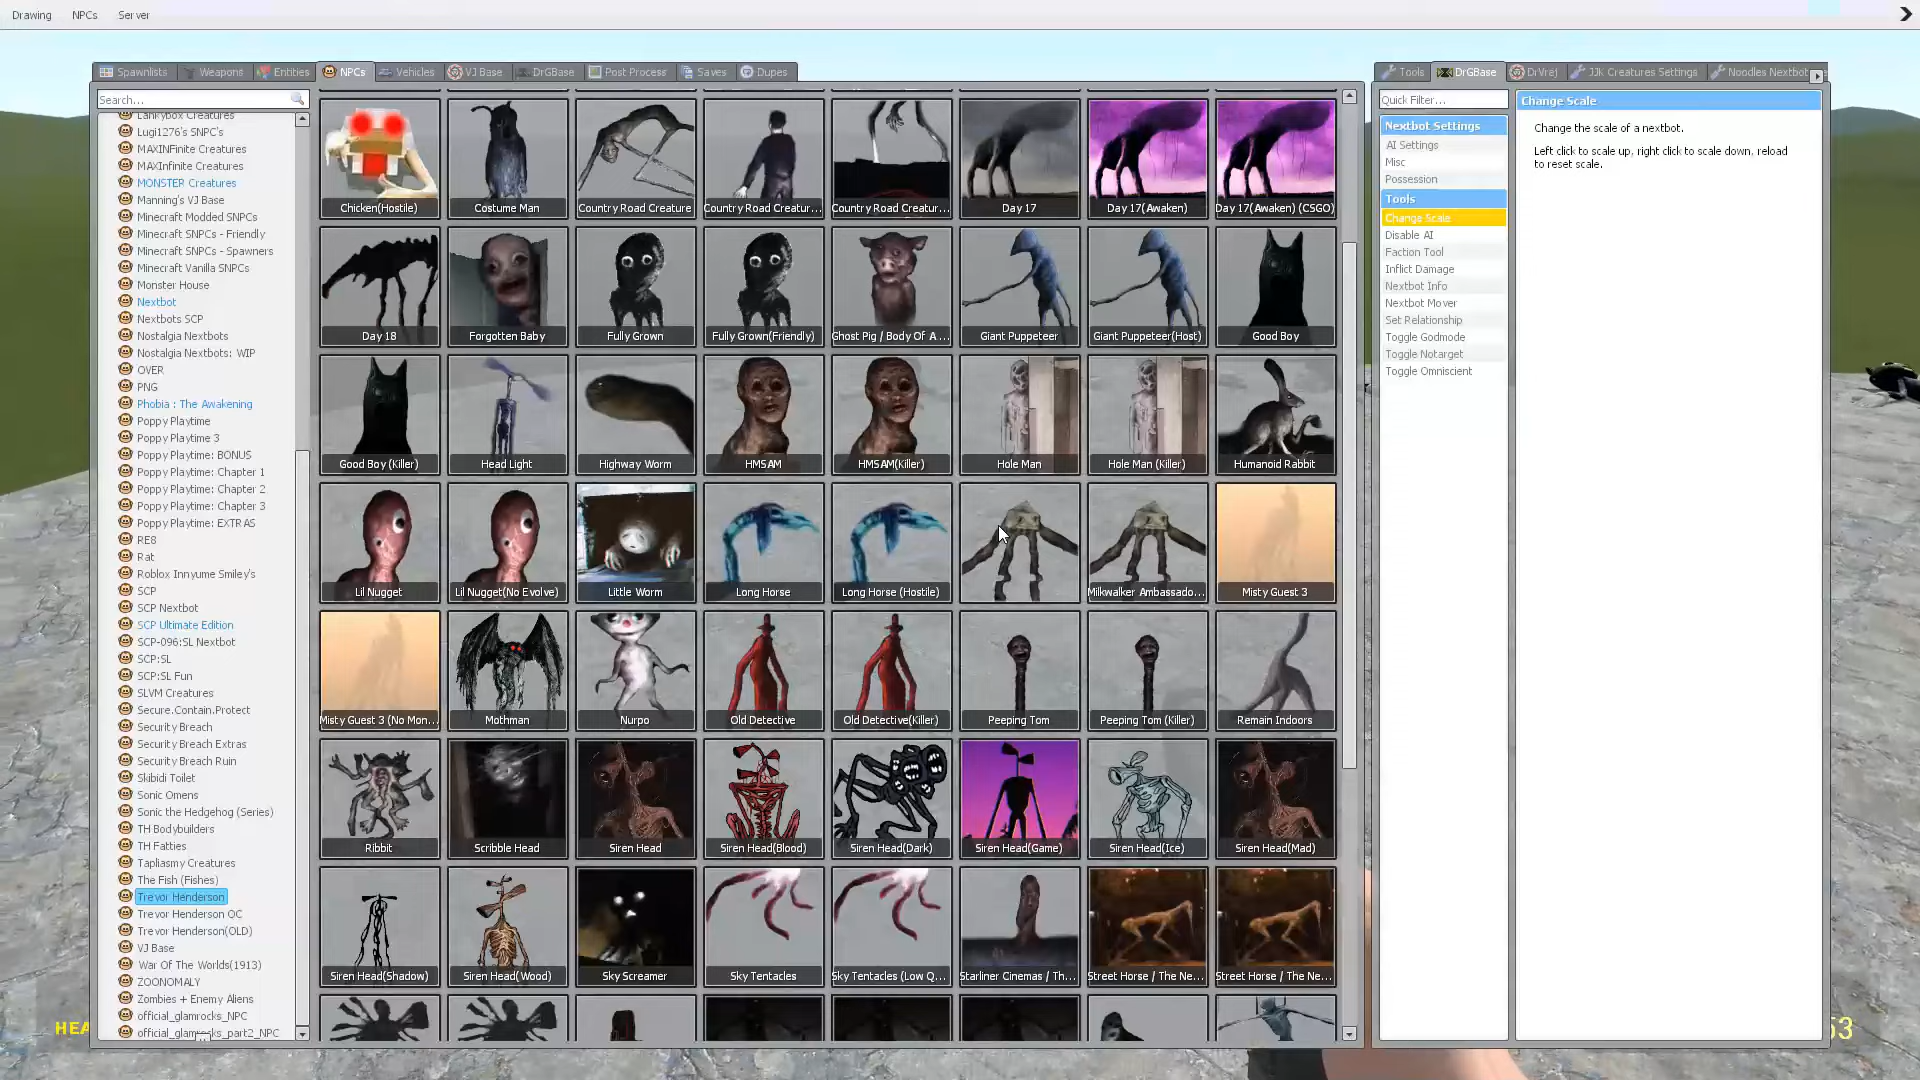 Drawing NPCs Server
Spawnlists Weapons Entities NPCs Vehicles VJ Base DrGBase Post Process Saves Dupes
Search...
Lankybox Creatures
Lugi1276's SNPC's
MAXINFinite Creatures
MAXInfinite Creatures
MONSTER Creatures
Manning's VJ Base
Minecraft Modded SNPCs
Minecraft SNPCs - Friendly
Minecraft SNPCs - Spawners
Minecraft Vanilla SNPCs
Monster House
Nextbot
Nextbots SCP
Nostalgia Nextbots
Nostalgia Nextbots: WIP
OVER
PNG
Phobia : The Awakening
Poppy Playtime
Poppy Playtime 3
Poppy Playtime: BONUS
Poppy Playtime: Chapter 1
Poppy Playtime: Chapter 2
Poppy Playtime: Chapter 3
Poppy Playtime: EXTRAS
RE8
Rat
Roblox Innyume Smiley's
SCP
SCP Nextbot
SCP Ultimate Edition
SCP-096:SL Nextbot
SCP:SL
SCP:SL Fun
SLVM Creatures
Secure.Contain.Protect
Security Breach
Security Breach Extras
Security Breach Ruin
Skibidi Toilet
Sonic Omens
Sonic the Hedgehog (Series)
TH Bodybuilders
TH Fatties
Tapliasmy Creatures
The Fish (Fishes)
Trevor Henderson
Trevor Henderson OC
Trevor Henderson(OLD)
VJ Base
War Of The Worlds(1913)
ZOONOMALY
Zombies + Enemy Aliens
official_glamrocks_NPC
official_glamrocks_part2_NPC
Chicken(Hostile) Costume Man Country Road Creature Country Road Creatur... Country Road Creatur... Day 17 Day 17(Awaken) Day 17(Awaken) (CSGO)
Day 18 Forgotten Baby Fully Grown Fully Grown(Friendly) Ghost Pig / Body Of A ... Giant Puppeteer Giant Puppeteer(Host) Good Boy
Good Boy (Killer) Head Light Highway Worm HMSAM HMSAM(Killer) Hole Man Hole Man (Killer) Humanoid Rabbit
Lil Nugget Lil Nugget(No Evolve) Little Worm Long Horse Long Horse (Hostile) Milkwalker Ambassado... Misty Guest 3
Misty Guest 3 (No Mon... Mothman Nurpo Old Detective Old Detective(Killer) Peeping Tom Peeping Tom (Killer) Remain Indoors
Ribbit Scribble Head Siren Head Siren Head(Blood) Siren Head(Dark) Siren Head(Game) Siren Head(Ice) Siren Head(Mad)
Siren Head(Shadow) Siren Head(Wood) Sky Screamer Sky Tentacles Sky Tentacles (Low Q... Starliner Cinemas / Th... Street Horse / The Ne... Street Horse / The Ne...
Tools DrGBase DrVrej JJk Creatures Settings Noodles Nextbot
Quick Filter...
Nextbot Settings
AI Settings
Misc
Possession
Tools
Change Scale
Disable AI
Faction Tool
Inflict Damage
Nextbot Info
Nextbot Mover
Set Relationship
Toggle Godmode
Toggle Notarget
Toggle Omniscient
Change Scale
Change the scale of a nextbot.
Left click to scale up, right click to scale down, reload
to reset scale.
HEA
53